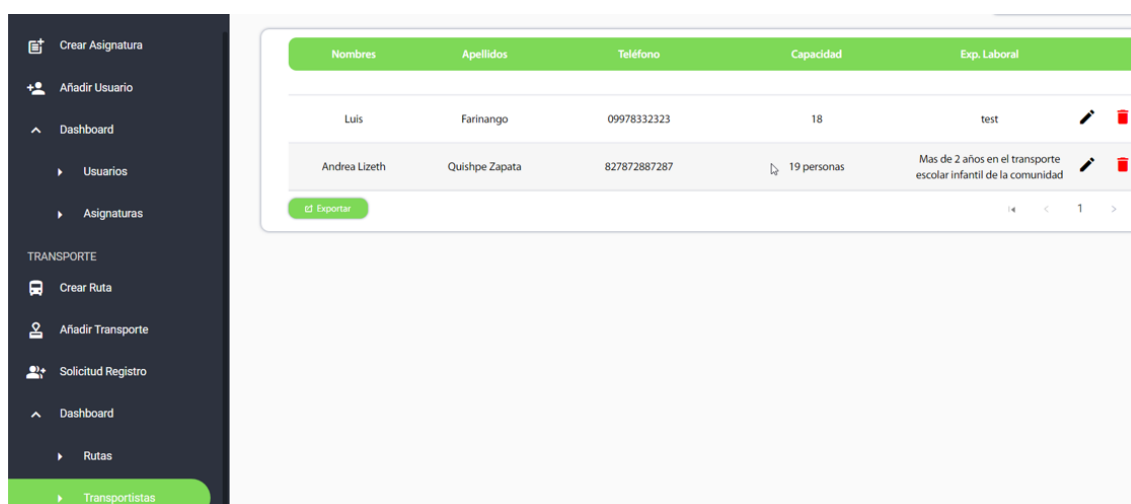 Crear Asignatura
Añadir Usuario
Dashboard
Usuarios
Asignaturas
TRANSPORTE
Crear Ruta
Añadir Transporte
Solicitud Registro
Dashboard
Rutas
Transportistas
Nombres Apellidos Teléfono Capacidad Exp. Laboral
Luis Farinango 09978332323 18 test
Andrea Lizeth Quishpe Zapata 827872887287 19 personas Mas de 2 años en el transporte
escolar infantil de la comunidad
Exportar 1